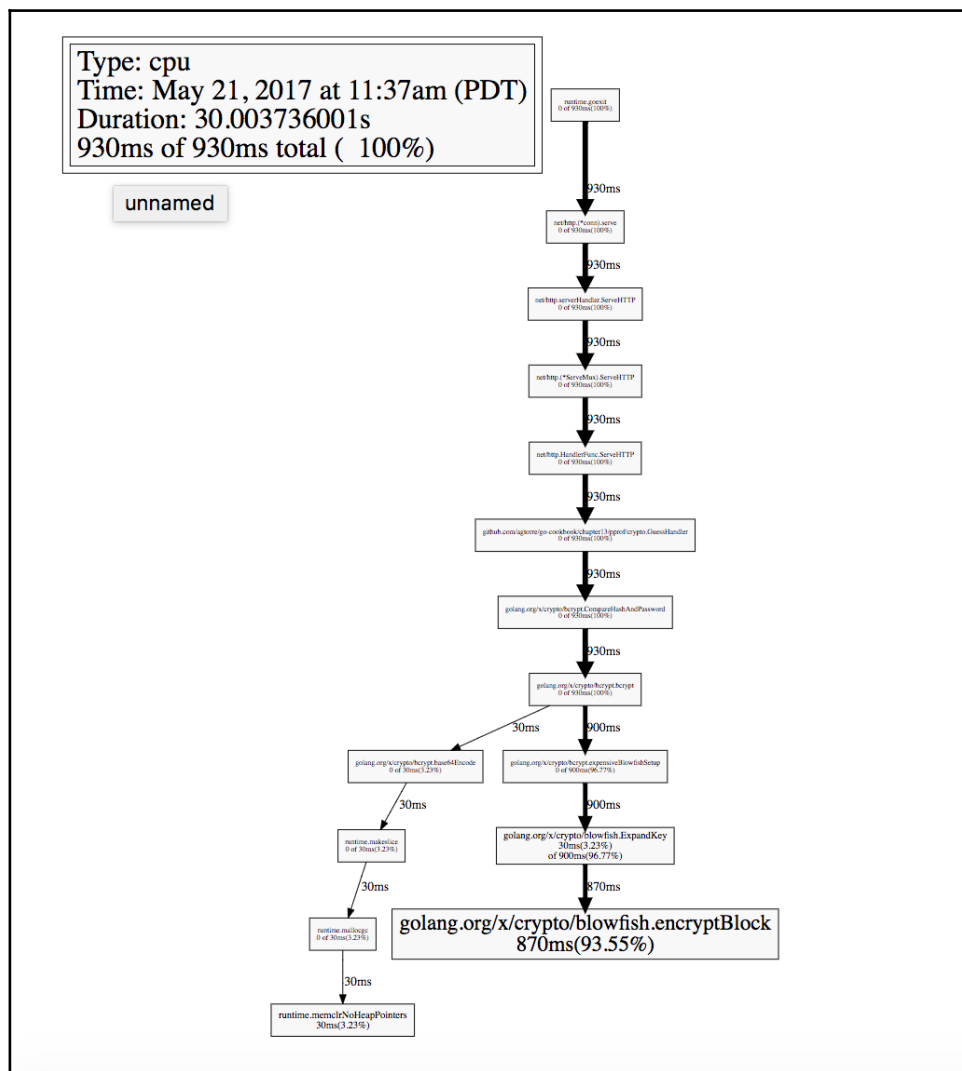 Type: cpu
Time: May 21, 2017 at 11:37am (PDT)
Duration: 30.003736001s
930ms of 930ms total ( 100%)
unnamed
runtime.goexit
0 of 930ms(100%)
930ms
net/http.(*conn).serve
0 of 930ms(100%)
930ms
net/http.serverHandler.ServeHTTP
0 of 930ms(100%)
930ms
net/http.(*ServeMux).ServeHTTP
0 of 930ms(100%)
930ms
net/http.HandlerFunc.ServeHTTP
0 of 930ms(100%)
930ms
github.com/agtorre/go-cookbook/chapter13/pprof/crypto.GuessHandler
0 of 930ms(100%)
930ms
golang.org/x/crypto/bcrypt.CompareHashAndPassword
0 of 930ms(100%)
930ms
golang.org/x/crypto/bcrypt.bcrypt
0 of 930ms(100%)
30ms
900ms
golang.org/x/crypto/bcrypt.base64Encode
0 of 30ms(3.23%)
golang.org/x/crypto/bcrypt.expensiveBlowfishSetup
0 of 900ms(96.77%)
30ms
900ms
runtime.makeslice
0 of 30ms(3.23%)
golang.org/x/crypto/blowfish.ExpandKey
30ms(3.23%)
of 900ms(96.77%)
30ms
870ms
runtime.mallocgc
0 of 30ms(3.23%)
golang.org/x/crypto/blowfish.encryptBlock
870ms(93.55%)
30ms
runtime.memclrNoHeapPointers
30ms(3.23%)